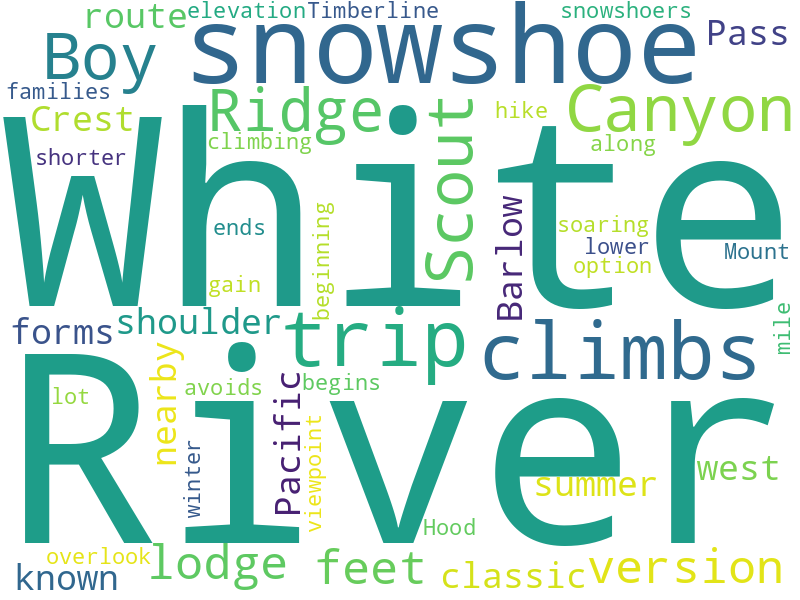 route
elevation
Timberline
snowshoers
Boy
snowshoe
Pass
families
Crest
Ridge
Scout
hike
Canyon
shorter
climbing
along
White
ends
beginning
Barlow
soaring
lower
Mount
gain
option
forms
shoulder
trip
climbs
mile
nearby
lot
avoids
begins
Pacific
River
winter
viewpoint
summer
west
Hood
overlook
known
lodge
feet
classic
version